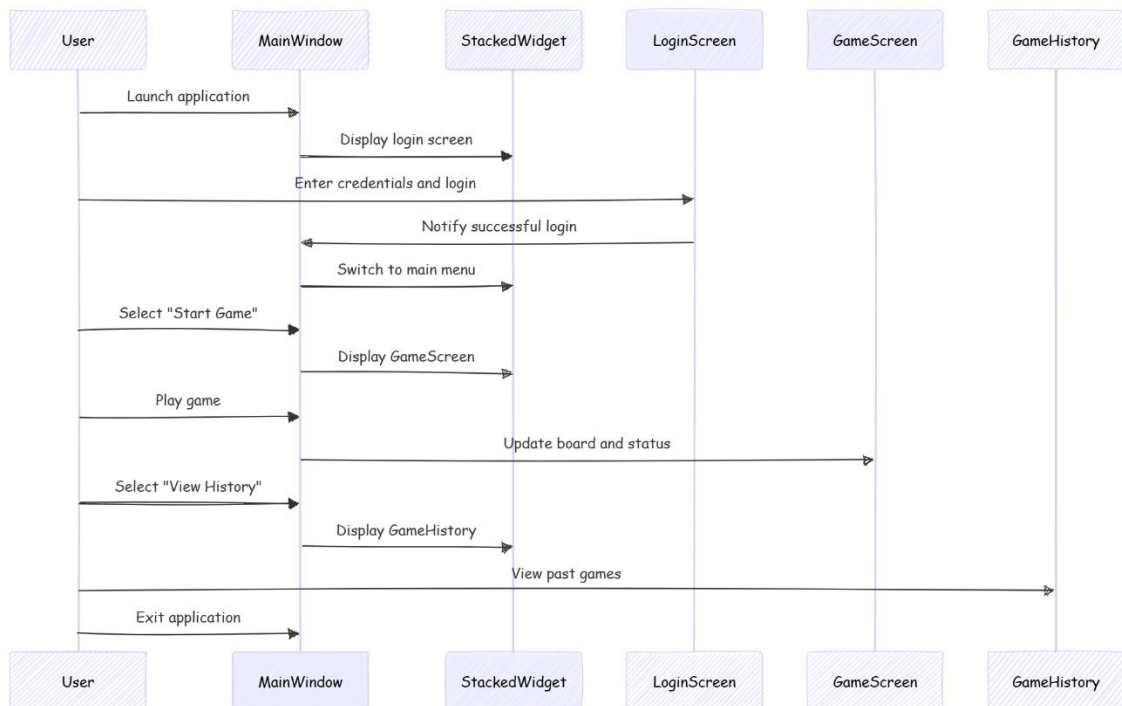 User MainWindow StackedWidget LoginScreen GameScreen GameHistory
Launch application
Display login screen
Enter credentials and login
Notify successful login
Switch to main menu
Select "Start Game"
Display GameScreen
Play game
Update board and status
Select "View History"
Display GameHistory
View past games
Exit application
User MainWindow StackedWidget LoginScreen GameScreen GameHistory